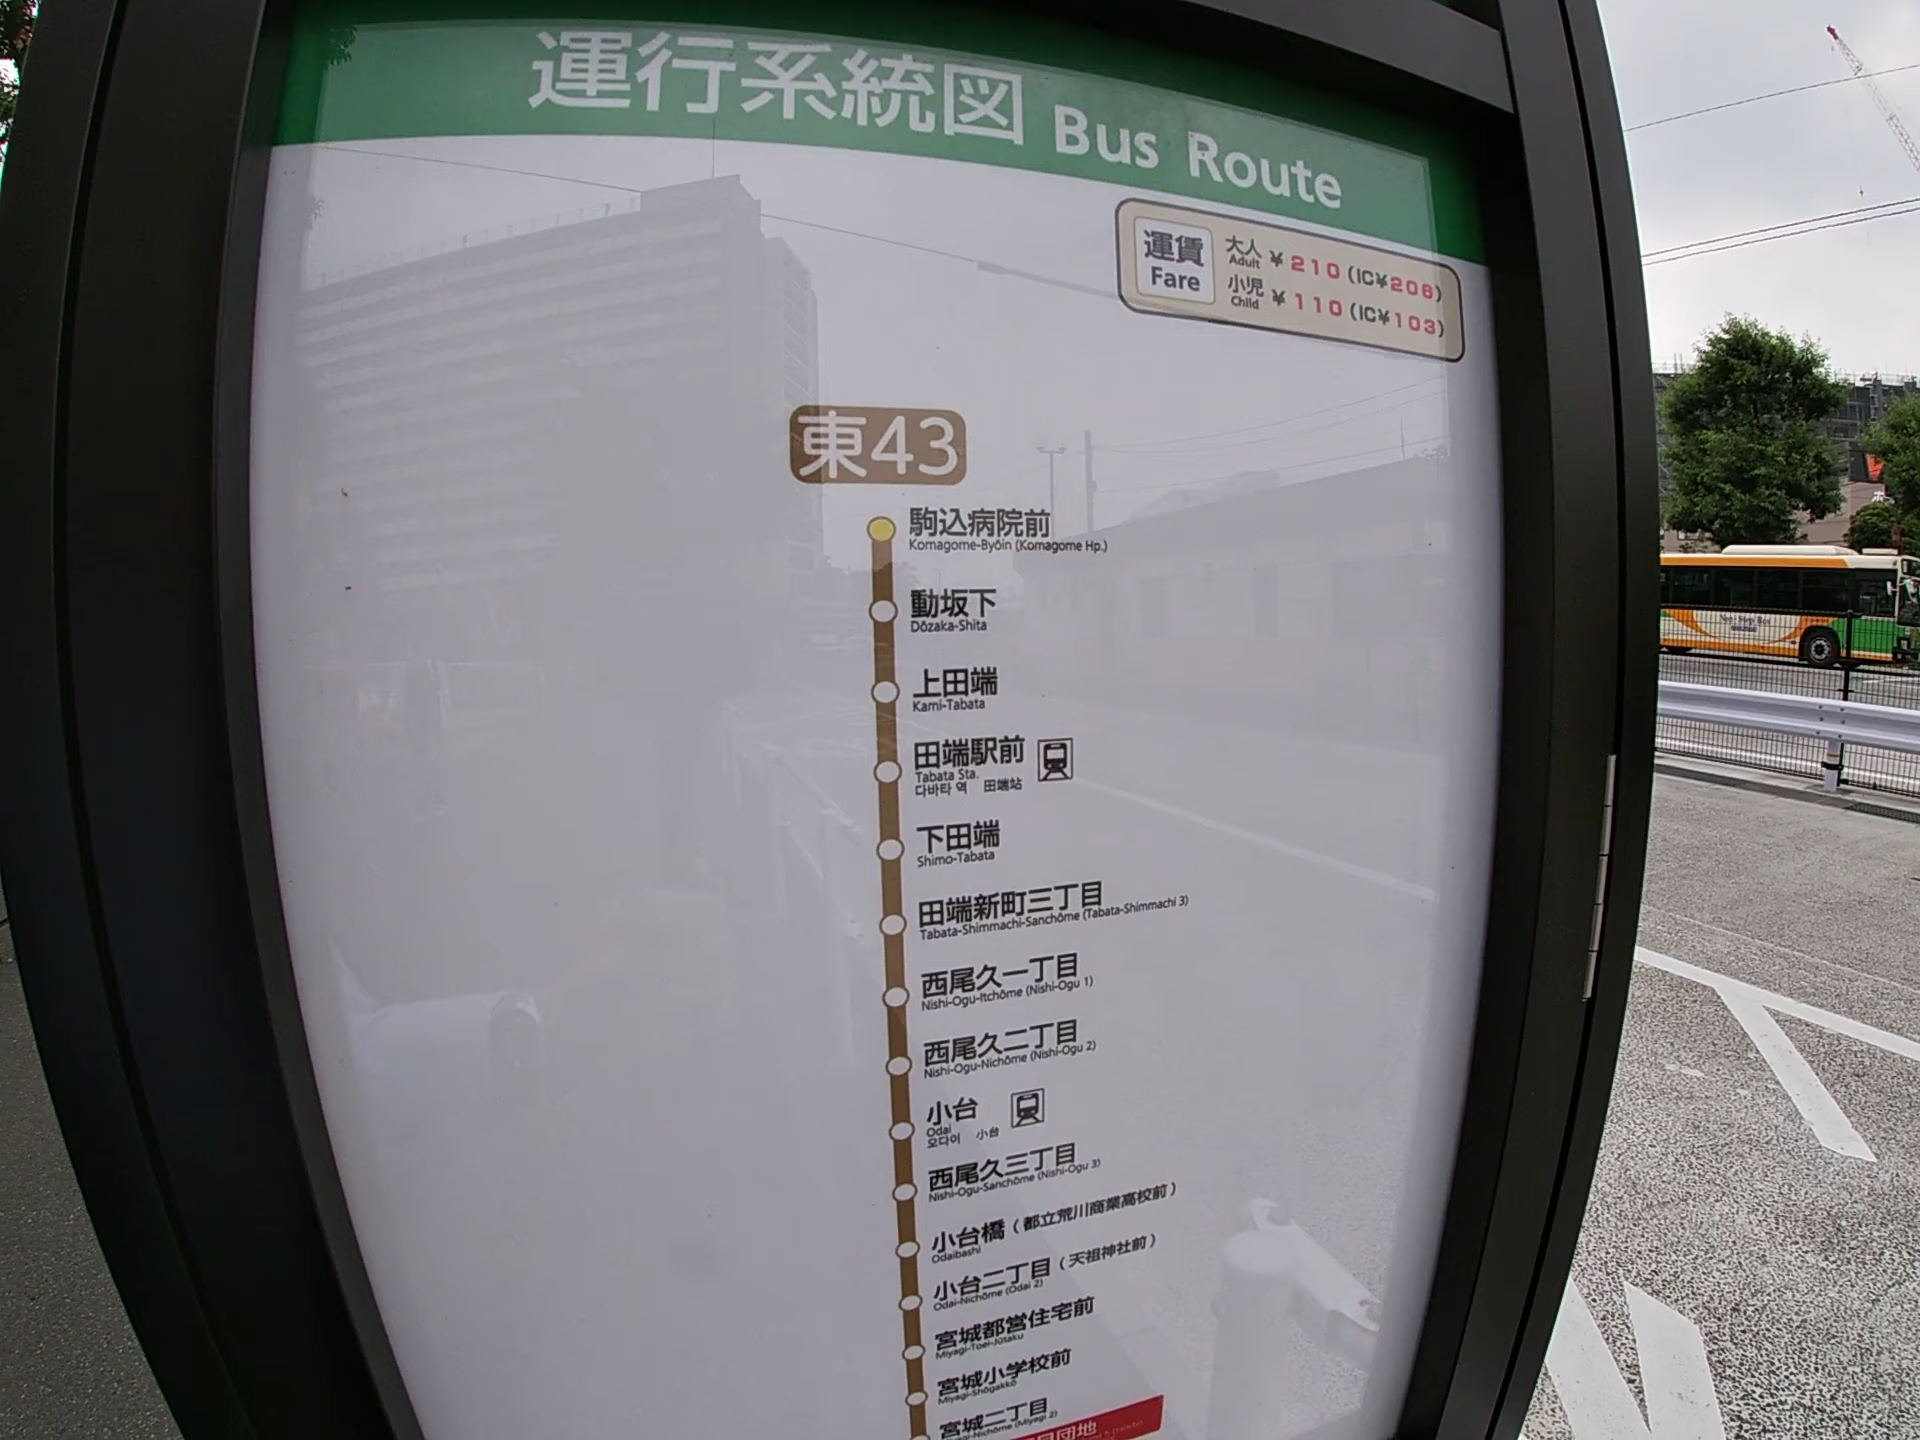 運行系統図 Bus Route
運賃
Fare
大人 ¥210 (IC¥206)
Adult
小児 ¥110 (IC¥103)
Child
東43
駒込病院前
Komagome-Byōin (Komagome Hp.)
動坂下
Dōzaka-Shita
上田端
Kami-Tabata
田端駅前
Tabata Sta.
다바타 역 田端站
下田端
Shimo-Tabata
田端新町三丁目
Tabata-Shimmachi-Sanchōme (Tabata-Shimmachi 3)
西尾久一丁目
Nishi-Ogu-Itchōme (Nishi-Ogu 1)
西尾久二丁目
Nishi-Ogu-Nichōme (Nishi-Ogu 2)
小台
Odai
오다이 小台
西尾久三丁目
Nishi-Ogu-Sanchōme (Nishi-Ogu 3)
小台橋（都立荒川商業高校前）
Odaibashi
小台二丁目（天祖神社前）
Odai-Nichōme (Odai 2)
宮城都営住宅前
Miyagi-Toei-Jūtaku
宮城小学校前
Miyagi-Shōgakkō
宮城二丁目
Miyagi-Nichōme (Miyagi 2)
団地
Non-Step Bus